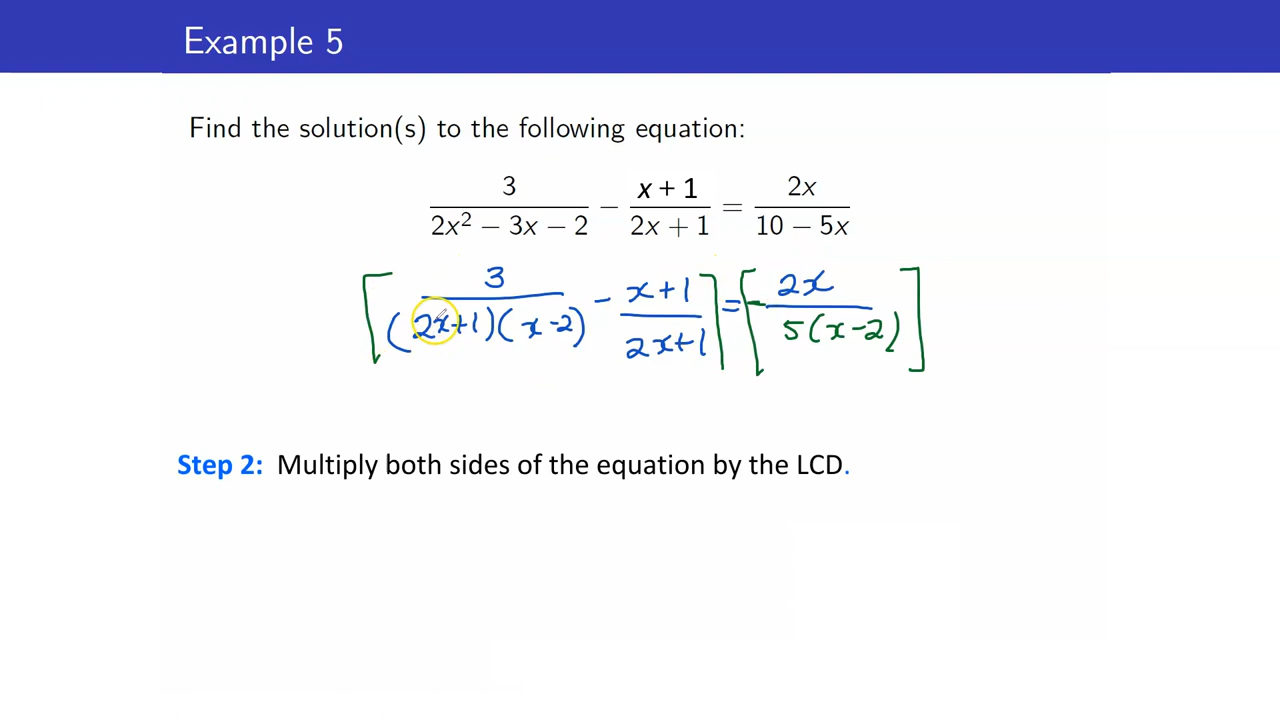 Example 5
Find the solution(s) to the following equation:
3/(2x² − 3x − 2) − (x + 1)/(2x + 1) = 2x/(10 − 5x)
[3/((2x+1)(x-2)) - (x+1)/(2x+1)] = [-2x/(5(x-2))]
Step 2: Multiply both sides of the equation by the LCD.